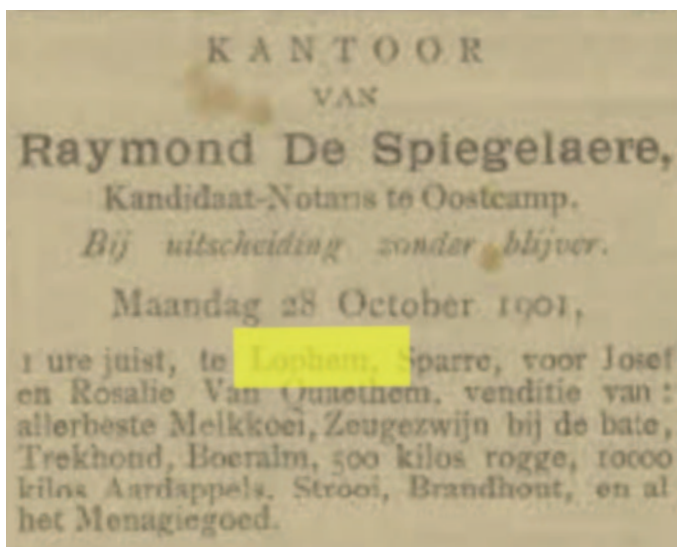 KANTOOR
VAN
Raymond De Spiegelaere,
Kandidaat-Notaris te Oostcamp.
Bij uitscheiding zonder blijver.
Maandag 28 October 1901,
1 ure juist, te Lophem, Sparre, voor Josef
en Rosalie Van Quaethem, venditie van :
allerbeste Melkkoei, Zeugezwijn bij de bate,
Trekhond, Boeralm, 500 kilos rogge, 10000
kilos Aardappels, Strooi, Brandhout, en al
het Menagiegoed.